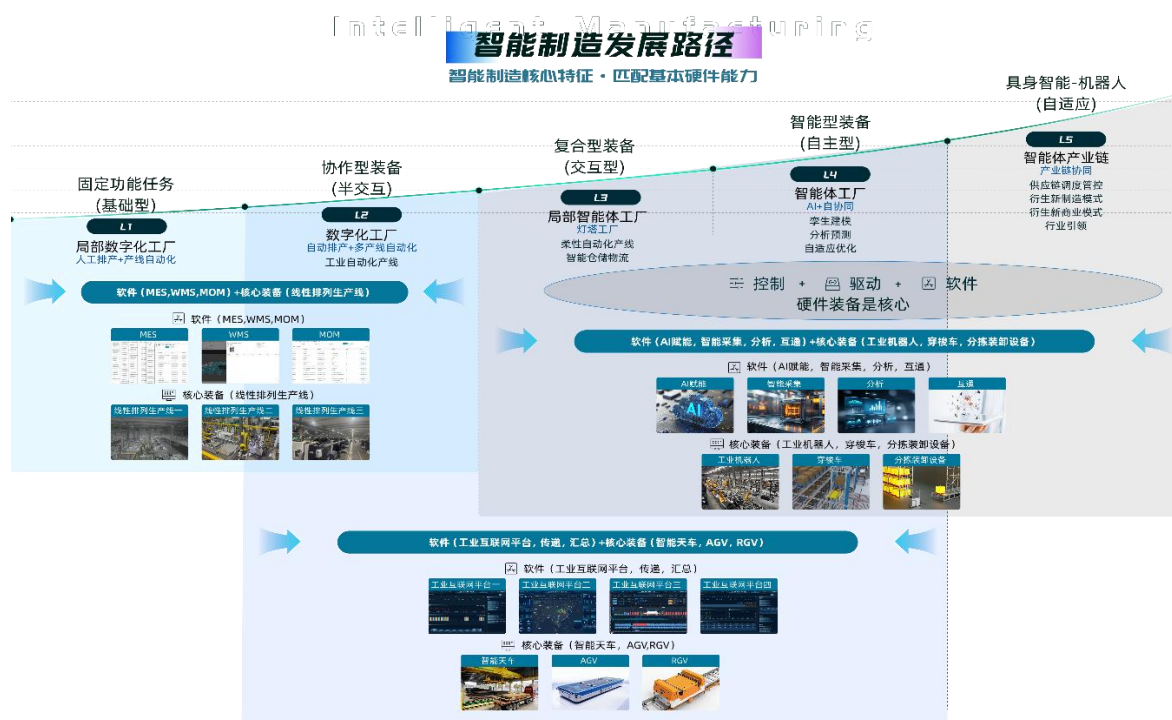 Intelligent Manufacturing
智能制造发展路径
智能制造核心特征·匹配基本硬件能力
固定功能任务
(基础型)
L1
局部数字化工厂
人工排产+产线自动化
协作型装备
(半交互)
L2
数字化工厂
自动排产+多产线自动化
工业自动化产线
复合型装备
(交互型)
L3
局部智能体工厂
灯塔工厂
柔性自动化产线
智能仓储物流
智能型装备
(自主型)
L4
智能体工厂
AI+自协同
孪生建模
分析预测
自适应优化
具身智能-机器人
(自适应)
L5
智能体产业链
产业链协同
供应链调度管控
衍生新制造模式
衍生新商业模式
行业引领
控制 + 驱动 + 软件
硬件装备是核心
软件(MES,WMS,MOM)+核心装备(线性排列生产线)
软件(MES,WMS,MOM)
MES
WMS
MOM
核心装备(线性排列生产线)
线性排列生产线一
线性排列生产线二
线性排列生产线三
软件(AI赋能,智能采集,分析,互通)+核心装备(工业机器人,穿梭车,分拣装卸设备)
软件(AI赋能,智能采集,分析,互通)
AI赋能
智能采集
分析
互通
AI
核心装备(工业机器人,穿梭车,分拣装卸设备)
工业机器人
穿梭车
分拣装卸设备
软件(工业互联网平台,传递,汇总)+核心装备(智能天车,AGV,RGV)
软件(工业互联网平台,传递,汇总)
工业互联网平台一
工业互联网平台二
工业互联网平台三
工业互联网平台四
核心装备(智能天车,AGV,RGV)
智能天车
AGV
RGV